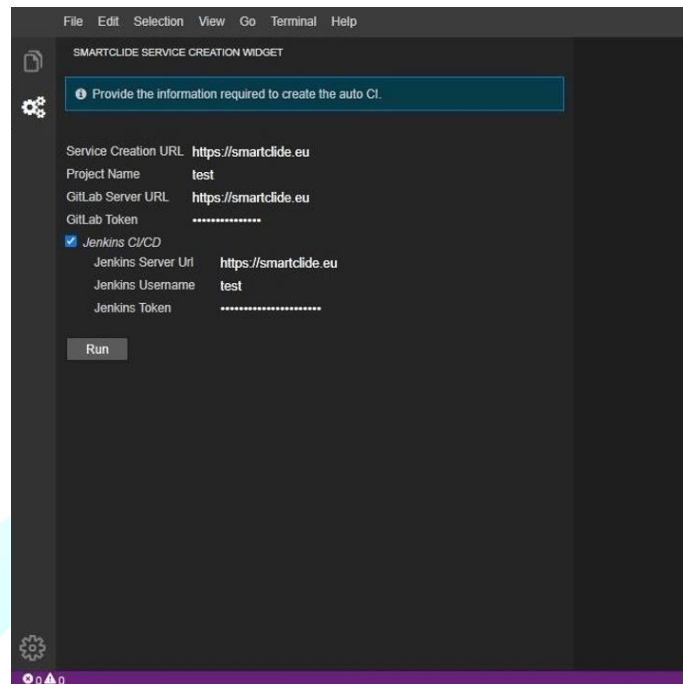 File Edit Selection View Go Terminal Help
SMARTCLIDE SERVICE CREATION WIDGET
Provide the information required to create the auto CI.
Service Creation URL https://smartclide.eu
Project Name test
GitLab Server URL https://smartclide.eu
GitLab Token •••••••••••••••
Jenkins CI/CD
Jenkins Server Url https://smartclide.eu
Jenkins Username test
Jenkins Token ••••••••••••••••••••••
Run
0 0